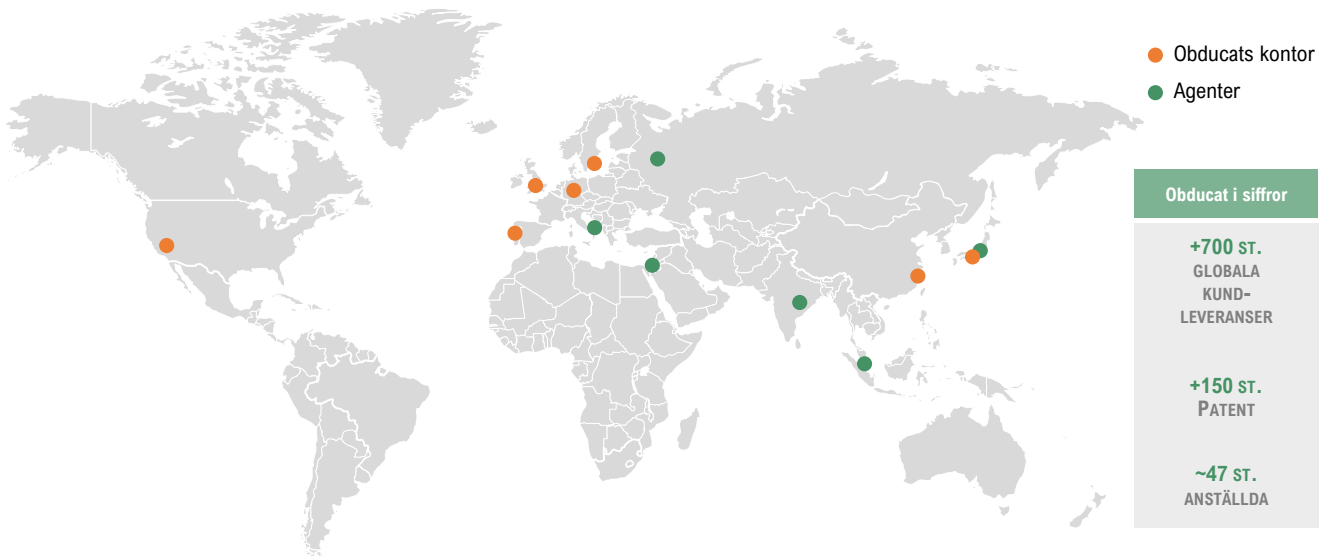 Obducats kontor
Agenter
Obducat i siffror
+700 ST.
GLOBALA
KUND-
LEVERANSER
+150 ST.
PATENT
~47 ST.
ANSTÄLLDA